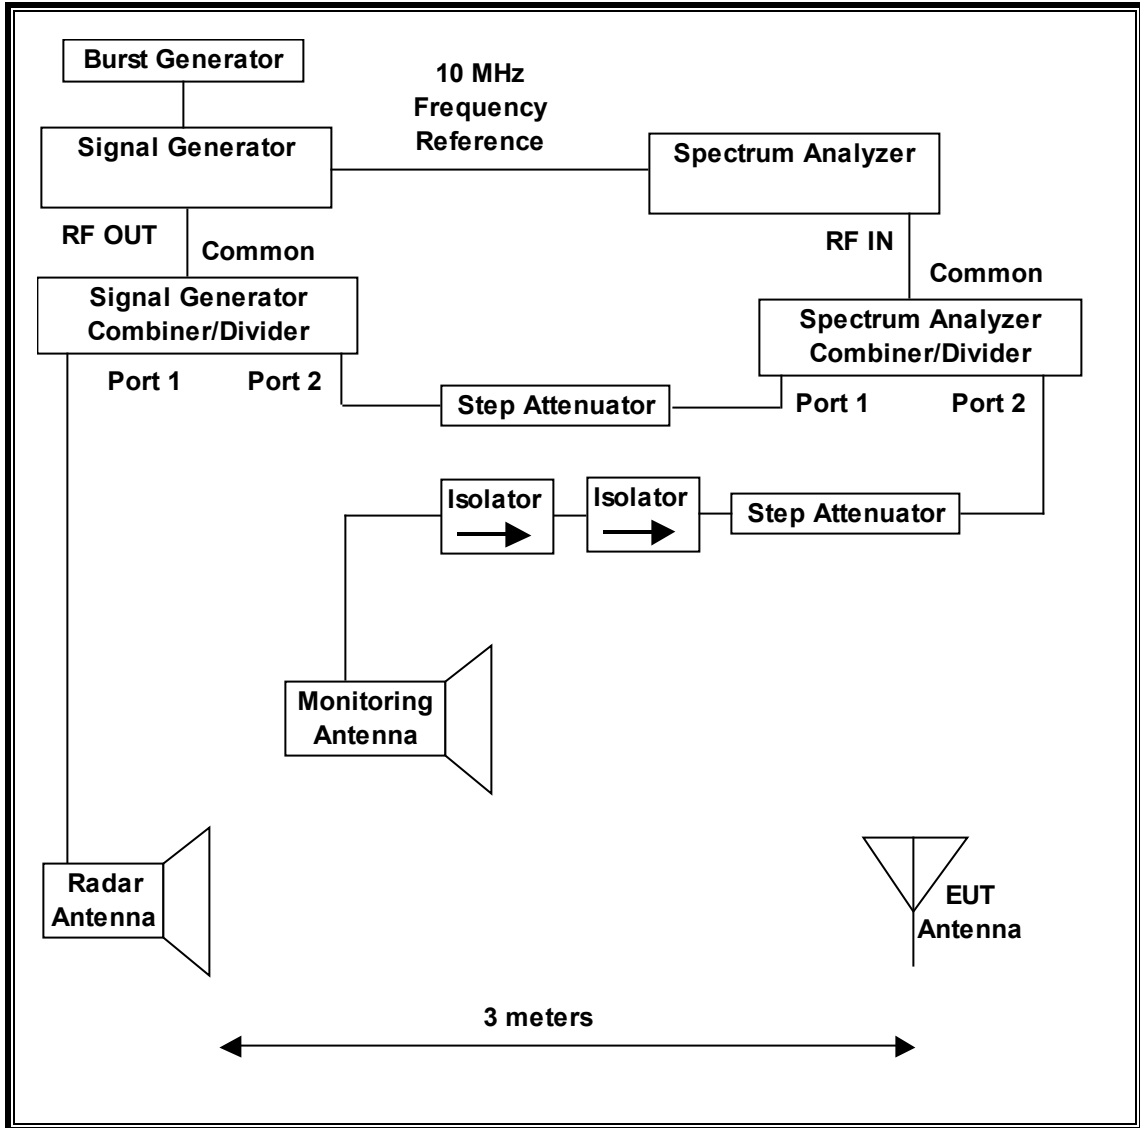 Burst Generator
10 MHz
Frequency
Reference
Signal Generator
Spectrum Analyzer
RF OUT
Common
RF IN
Common
Signal Generator
Combiner/Divider
Spectrum Analyzer
Combiner/Divider
Port 1
Port 2
Step Attenuator
Port 1
Port 2
Isolator
Isolator
Step Attenuator
Monitoring
Antenna
Radar
Antenna
EUT
Antenna
3 meters